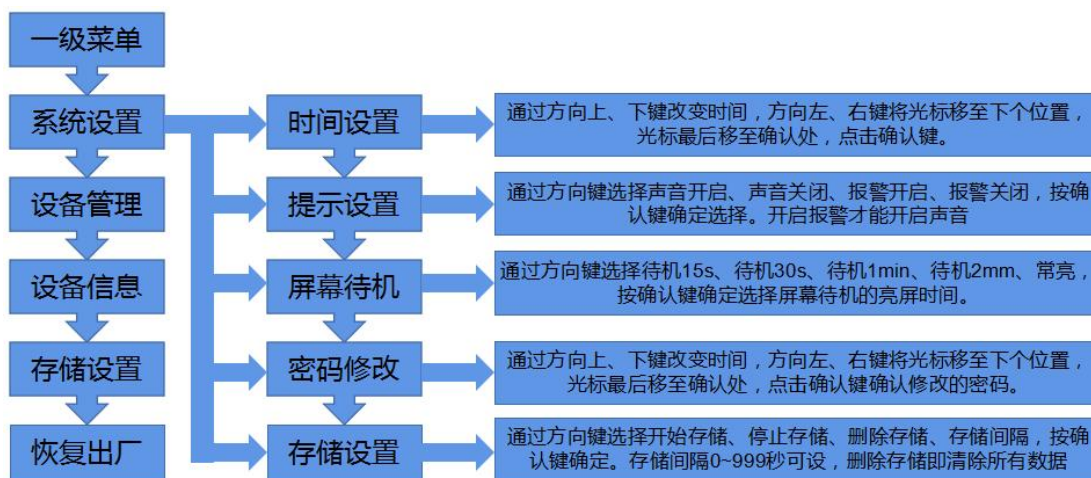 一级菜单
系统设置
设备管理
设备信息
存储设置
恢复出厂
时间设置
通过方向上、下键改变时间，方向左、右键将光标移至下个位置，
光标最后移至确认处，点击确认键。
提示设置
通过方向键选择声音开启、声音关闭、报警开启、报警关闭，按确
认键确定选择。开启报警才能开启声音
屏幕待机
通过方向键选择待机15s、待机30s、待机1min、待机2mm、常亮，
按确认键确定选择屏幕待机的亮屏时间。
密码修改
通过方向上、下键改变时间，方向左、右键将光标移至下个位置，
光标最后移至确认处，点击确认键确认修改的密码。
存储设置
通过方向键选择开始存储、停止存储、删除存储、存储间隔，按确
认键确定。存储间隔0~999秒可设，删除存储即清除所有数据